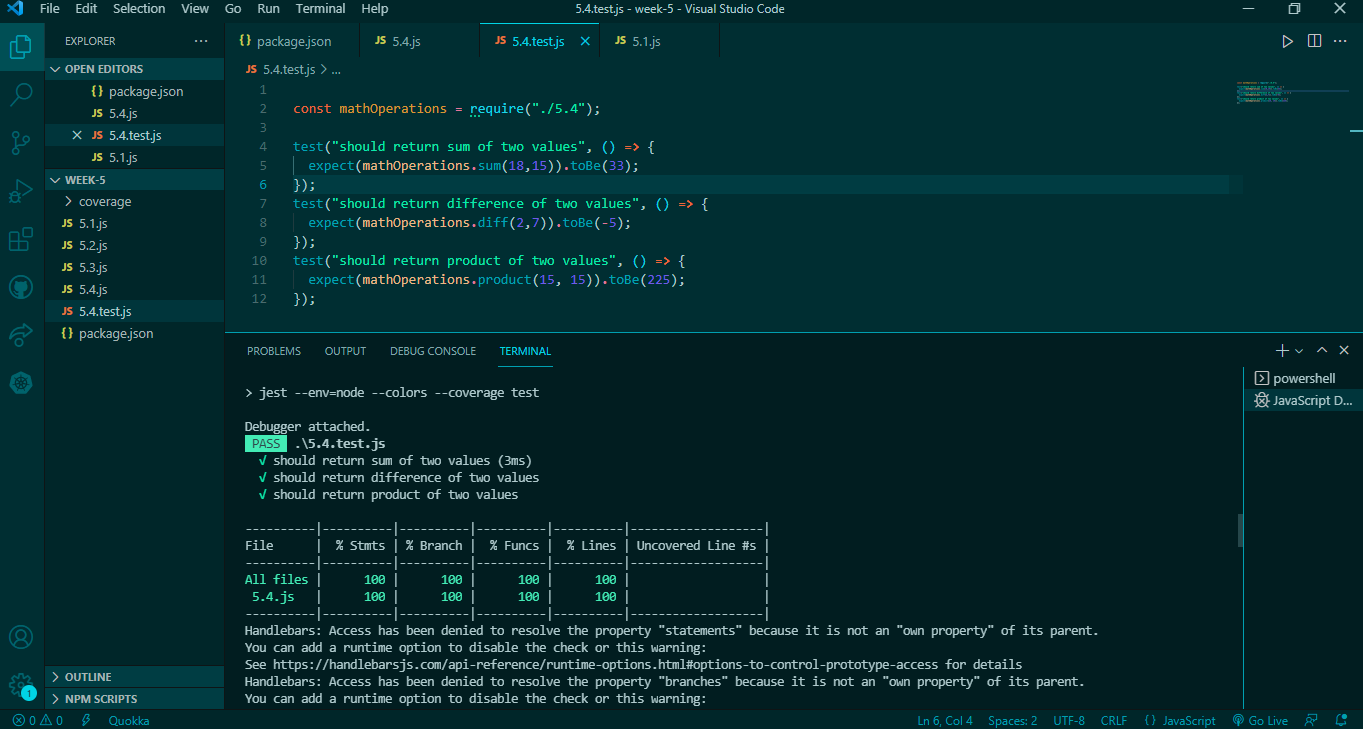 File Edit Selection View Go Run Terminal Help 5.4.test.js - week-5 - Visual Studio Code
EXPLORER ...
OPEN EDITORS
{} package.json
JS 5.4.js
JS 5.4.test.js
JS 5.1.js
WEEK-5
coverage
JS 5.1.js
JS 5.2.js
JS 5.3.js
JS 5.4.js
JS 5.4.test.js
{} package.json
OUTLINE
NPM SCRIPTS
{} package.json JS 5.4.js JS 5.4.test.js JS 5.1.js
JS 5.4.test.js > ...
1
2 const mathOperations = require("./5.4");
3
4 test("should return sum of two values", () => {
5 expect(mathOperations.sum(18,15)).toBe(33);
6 });
7 test("should return difference of two values", () => {
8 expect(mathOperations.diff(2,7)).toBe(-5);
9 });
10 test("should return product of two values", () => {
11 expect(mathOperations.product(15, 15)).toBe(225);
12 });
PROBLEMS OUTPUT DEBUG CONSOLE TERMINAL
> jest --env=node --colors --coverage test
Debugger attached.
PASS .\5.4.test.js
√ should return sum of two values (3ms)
√ should return difference of two values
√ should return product of two values
----------|----------|----------|----------|----------|-------------------|
File | % Stmts | % Branch | % Funcs | % Lines | Uncovered Line #s |
----------|----------|----------|----------|----------|-------------------|
All files | 100 | 100 | 100 | 100 | |
5.4.js | 100 | 100 | 100 | 100 | |
----------|----------|----------|----------|----------|-------------------|
Handlebars: Access has been denied to resolve the property "statements" because it is not an "own property" of its parent.
You can add a runtime option to disable the check or this warning:
See https://handlebarsjs.com/api-reference/runtime-options.html#options-to-control-prototype-access for details
Handlebars: Access has been denied to resolve the property "branches" because it is not an "own property" of its parent.
You can add a runtime option to disable the check or this warning:
powershell
JavaScript D...
1
0 0 Quokka Ln 6, Col 4 Spaces: 2 UTF-8 CRLF {} JavaScript Go Live